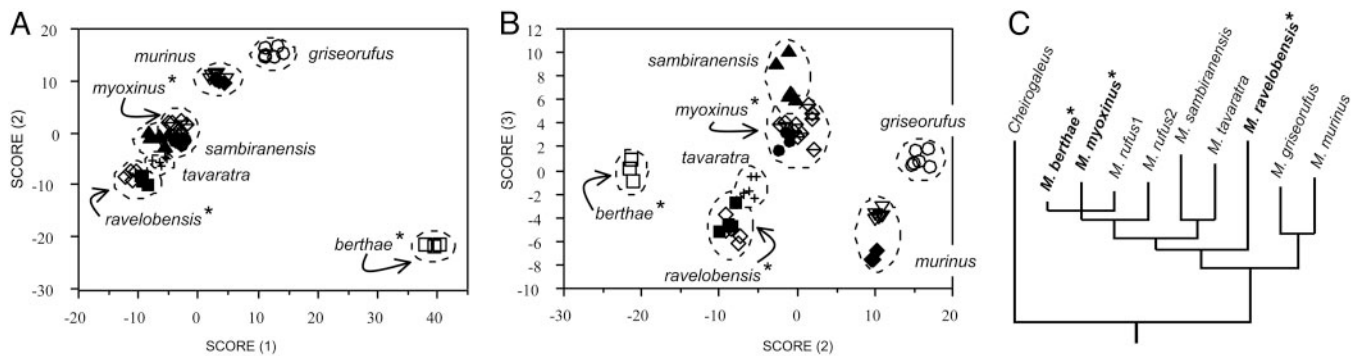 A
SCORE (2)
20
10
0
-10
-20
-30
-20
-10
0
10
20
30
40
SCORE (1)
murinus
griseorufus
myoxinus *
sambiranensis
tavaratra
ravelobensis *
berthae *
B
SCORE (3)
12
10
8
6
4
2
0
-2
-4
-6
-8
-10
-30
-20
-10
0
10
20
SCORE (2)
sambiranensis
myoxinus *
griseorufus
tavaratra
berthae *
ravelobensis *
murinus
C
Cheirogaleus
M. berthae *
M. myoxinus *
M. rufus1
M. rufus2
M. sambiranensis
M. tavaratra
M. ravelobensis *
M. griseorufus
M. murinus